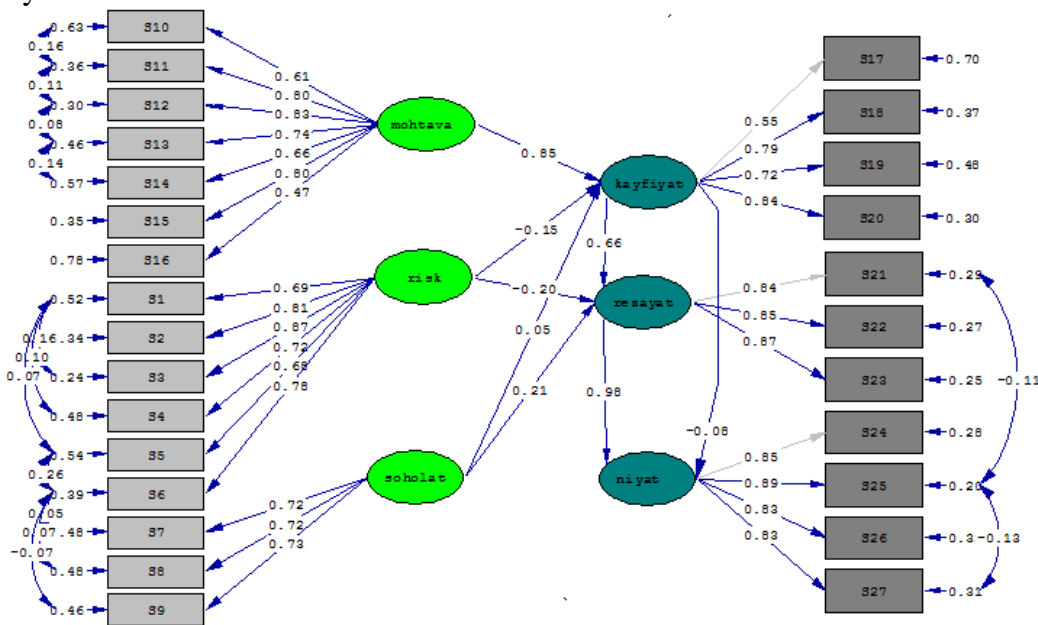 0.63 S10
0.16
0.36 S11
0.11
0.30 S12
0.08
0.46 S13
0.14
0.57 S14
0.35 S15
0.78 S16
0.52 S1
0.16 .34 S2
0.10
0.07
0.24 S3
0.48 S4
0.54 S5
0.26
0.39 S6
0.05
0.07 .48 S7
-0.07
0.48 S8
0.46 S9
0.61
0.80
0.83
0.74
0.66
0.80
0.47
0.69
0.81
0.87
0.72
0.68
0.78
0.72
0.72
0.73
mohtava
risk
soholat
0.85
-0.15
-0.20
0.05
0.21
kayfiyat
0.66
resayat
0.98
-0.08
niyat
0.55
0.79
0.72
0.84
0.84
0.85
0.87
0.85
0.89
0.83
0.83
S17 0.70
S18 0.37
S19 0.48
S20 0.30
S21 0.29
S22 0.27
S23 0.25
-0.11
S24 0.28
S25 0.20
S26 0.3 -0.13
S27 0.31